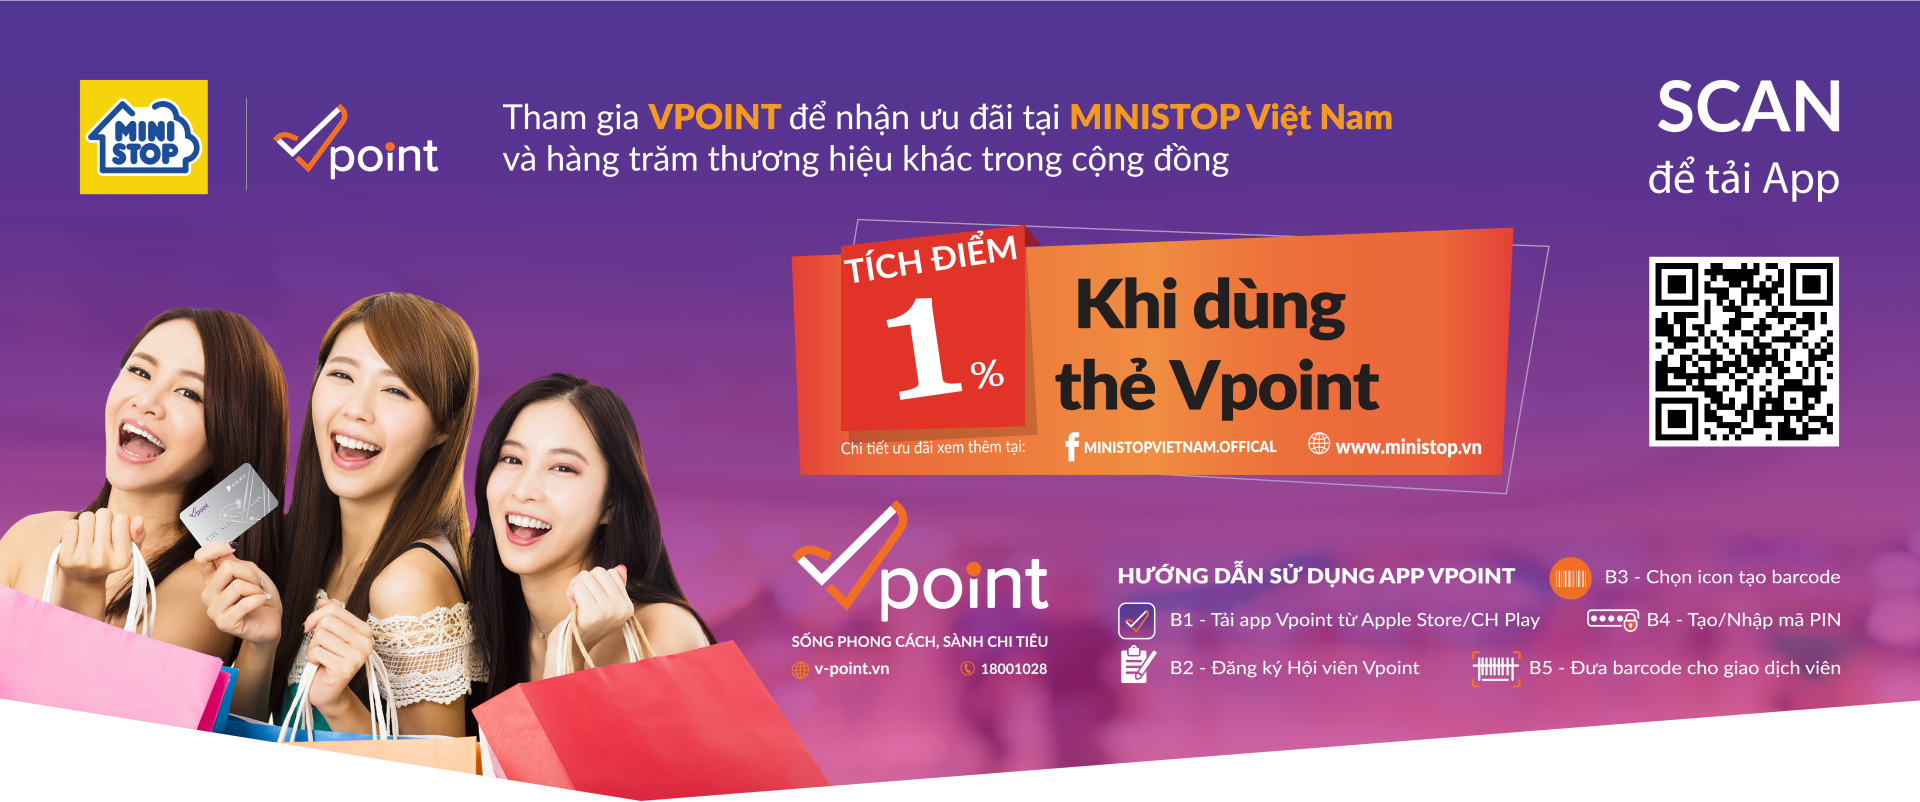 MINI
STOP
Vpoint
Tham gia VPOINT để nhận ưu đãi tại MINISTOP Việt Nam
và hàng trăm thương hiệu khác trong cộng đồng
SCAN
để tải App
TÍCH ĐIỂM
1%
Khi dùng
thẻ Vpoint
Chi tiết ưu đãi xem thêm tại:
MINISTOPVIETNAM.OFFICAL
www.ministop.vn
Vpoint
Vpoint
SỐNG PHONG CÁCH, SÀNH CHI TIÊU
v-point.vn
18001028
HƯỚNG DẪN SỬ DỤNG APP VPOINT
B1 - Tải app Vpoint từ Apple Store/CH Play
B2 - Đăng ký Hội viên Vpoint
B3 - Chọn icon tạo barcode
B4 - Tạo/Nhập mã PIN
B5 - Đưa barcode cho giao dịch viên